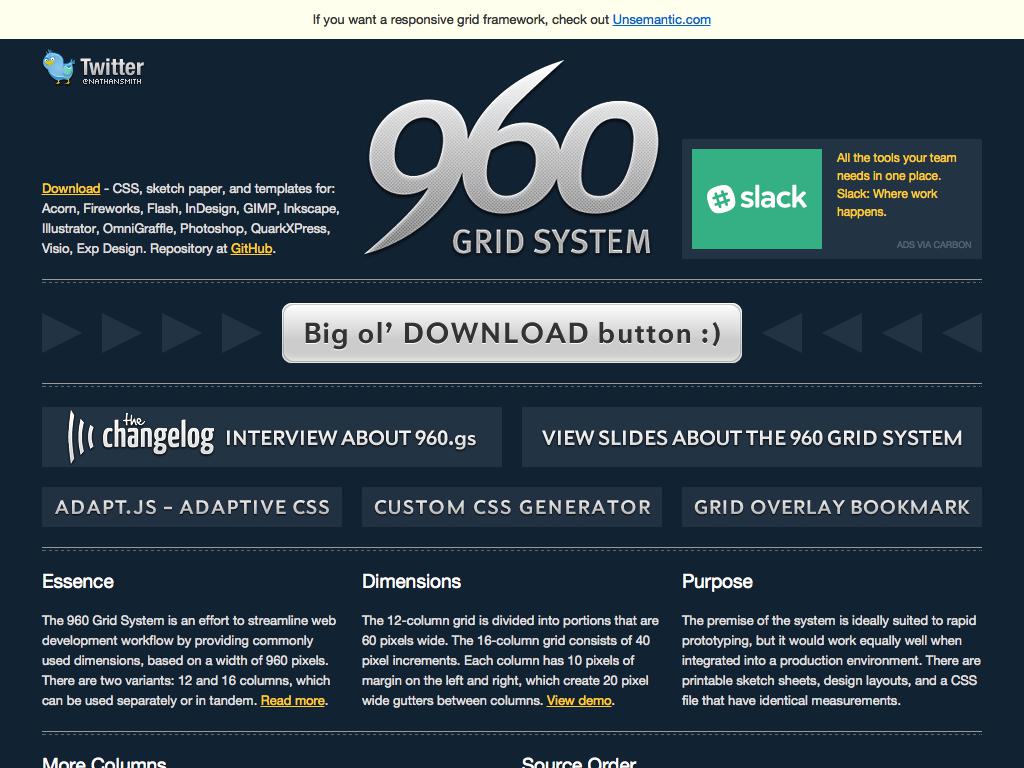 If you want a responsive grid framework, check out Unsemantic.com
Twitter
@NATHANSMITH
960
GRID SYSTEM
Download - CSS, sketch paper, and templates for:
Acorn, Fireworks, Flash, InDesign, GIMP, Inkscape,
Illustrator, OmniGraffle, Photoshop, QuarkXPress,
Visio, Exp Design. Repository at GitHub.
slack
All the tools your team
needs in one place.
Slack: Where work
happens.
ADS VIA CARBON
Big ol' DOWNLOAD button :)
the
changelog INTERVIEW ABOUT 960.gs
VIEW SLIDES ABOUT THE 960 GRID SYSTEM
ADAPT.JS – ADAPTIVE CSS
CUSTOM CSS GENERATOR
GRID OVERLAY BOOKMARK
Essence
The 960 Grid System is an effort to streamline web
development workflow by providing commonly
used dimensions, based on a width of 960 pixels.
There are two variants: 12 and 16 columns, which
can be used separately or in tandem. Read more.
Dimensions
The 12-column grid is divided into portions that are
60 pixels wide. The 16-column grid consists of 40
pixel increments. Each column has 10 pixels of
margin on the left and right, which create 20 pixel
wide gutters between columns. View demo.
Purpose
The premise of the system is ideally suited to rapid
prototyping, but it would work equally well when
integrated into a production environment. There are
printable sketch sheets, design layouts, and a CSS
file that have identical measurements.
More Columns
Source Order